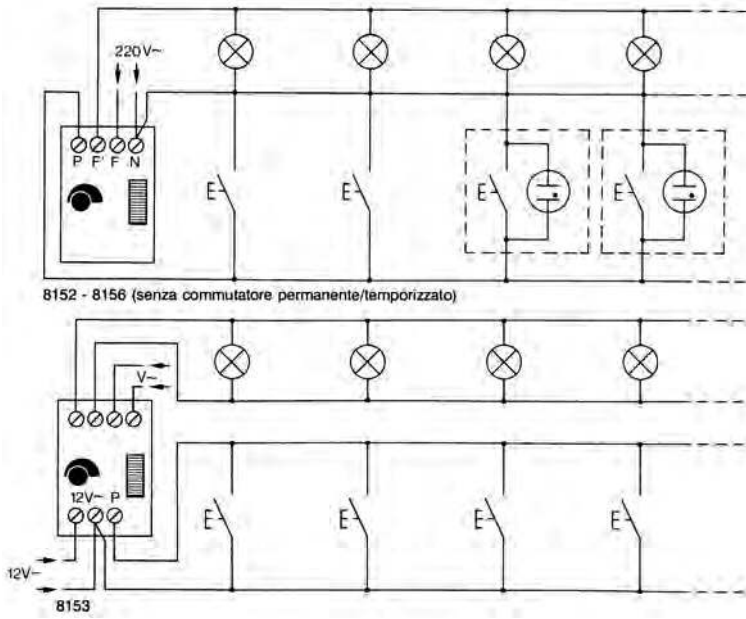 220V~
P F' F N
E E E E
8152 - 8156 (senza commutatore permanente/temporizzato)
V~
12V~ P
E E E E
12V~
8153